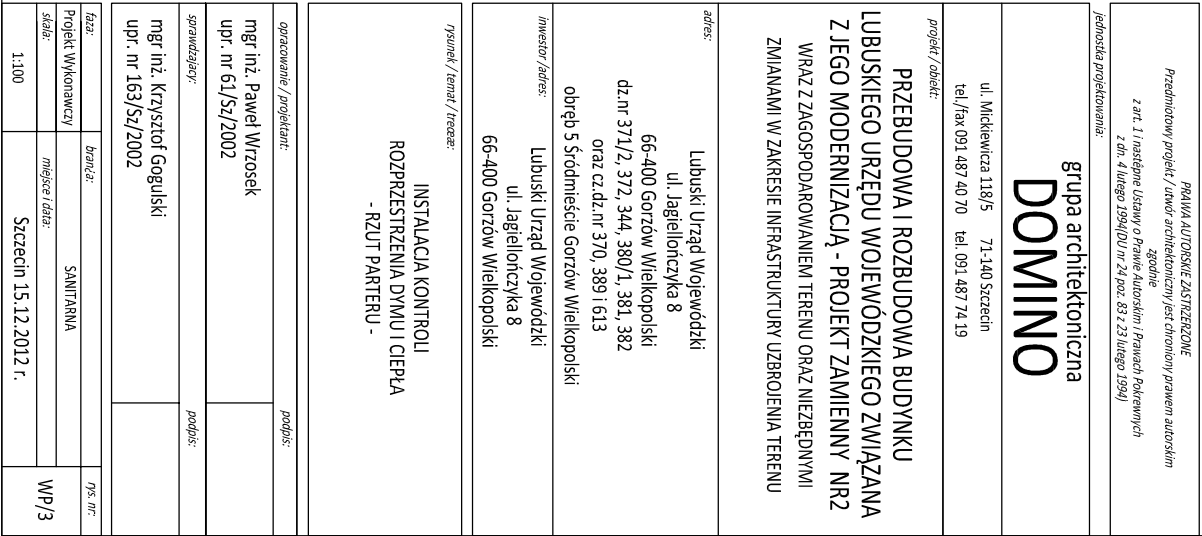 PRAWA AUTORSKIE ZASTRZEŻONE
Przedmiotowy projekt / utwór architektoniczny jest chroniony prawem autorskim
zgodnie
z art. 1 i następne Ustawy o Prawie Autorskim i Prawach Pokrewnych
z dn. 4 lutego 1994(DU nr 24 poz. 83 z 23 lutego 1994)
jednostka projektowania:
grupa architektoniczna
DOMINO
ul. Mickiewicza 118/5 71-140 Szczecin
tel./fax 091 487 40 70 tel. 091 487 74 19
projekt / obiekt:
PRZEBUDOWA I ROZBUDOWA BUDYNKU
LUBUSKIEGO URZĘDU WOJEWÓDZKIEGO ZWIĄZANA
Z JEGO MODERNIZACJĄ - PROJEKT ZAMIENNY NR2
WRAZ Z ZAGOSPODAROWANIEM TERENU ORAZ NIEZBĘDNYMI
ZMIANAMI W ZAKRESIE INFRASTRUKTURY UZBROJENIA TERENU
adres:
Lubuski Urząd Wojewódzki
ul. Jagiellończyka 8
66-400 Gorzów Wielkopolski
dz.nr 371/2, 372, 344, 380/1, 381, 382
oraz cz.dz.nr 370, 389 i 613
obręb 5 Śródmieście Gorzów Wielkopolski
inwestor /adres:
Lubuski Urząd Wojewódzki
ul. Jagiellończyka 8
66-400 Gorzów Wielkopolski
rysunek / temat / treceæ:
INSTALACJA KONTROLI
ROZPRZESTRZENIA DYMU I CIEPŁA
- RZUT PARTERU -
opracowanie / projektant:
podpis:
mgr inż. Paweł Wrzosek
upr. nr 61/Sz/2002
sprawdzajacy:
podpis:
mgr inż. Krzysztof Gogulski
upr. nr 163/Sz/2002
faza:
branża:
rys. nr:
Projekt Wykonawczy
SANITARNA
WP/3
skala:
miejsce i data:
1:100
Szczecin 15.12.2012 r.